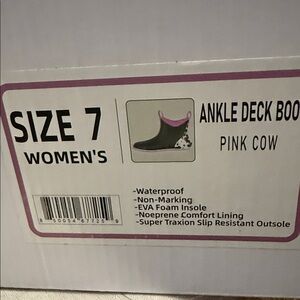 SIZE 7
WOMEN'S
ANKLE DECK BOO
PINK COW
-Waterproof
-Non-Marking
-EVA Foam Insole
-Noeprene Comfort Lining
-Super Traxion Slip Resistant Outsole